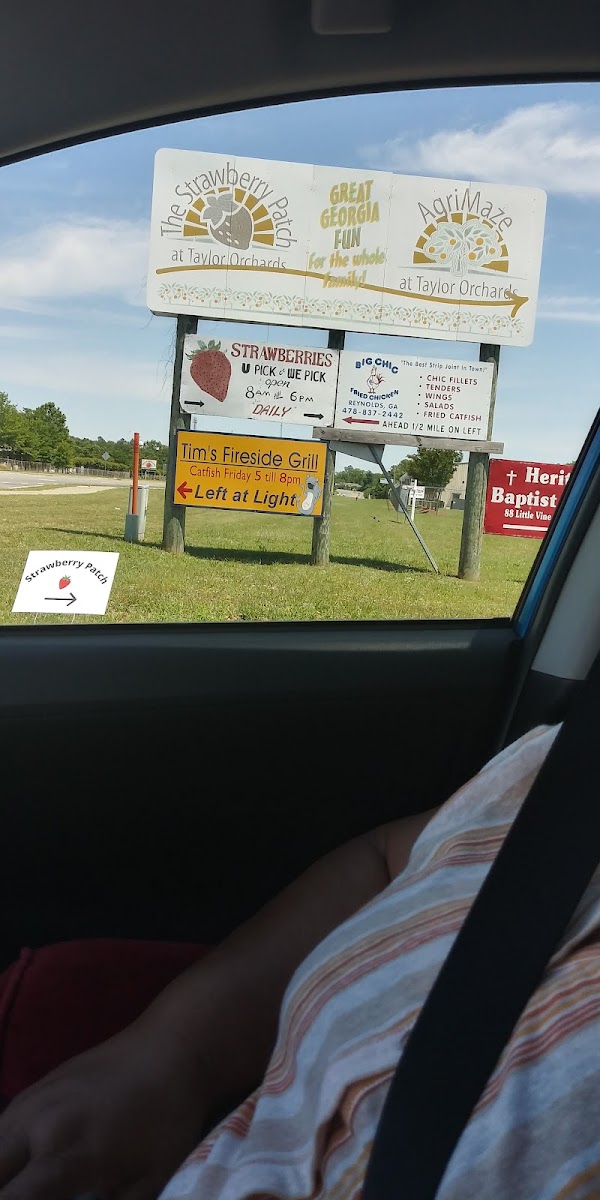 The Strawberry Patch
at Taylor Orchards
GREAT
GEORGIA
FUN
for the whole
family!
AgriMaze
at Taylor Orchards
STRAWBERRIES
U PICK or WE PICK
open
8AM til 6PM
DAILY
BIG CHIC
FRIED CHICKEN
REYNOLDS, GA
478-837-2442
"The Best Strip Joint In Town!"
• CHIC FILLETS
• TENDERS
• WINGS
• SALADS
• FRIED CATFISH
AHEAD 1/2 MILE ON LEFT
Tim's Fireside Grill
Catfish Friday 5 till 8pm
Left at Light
Baptist
88 Little Vine
Strawberry Patch